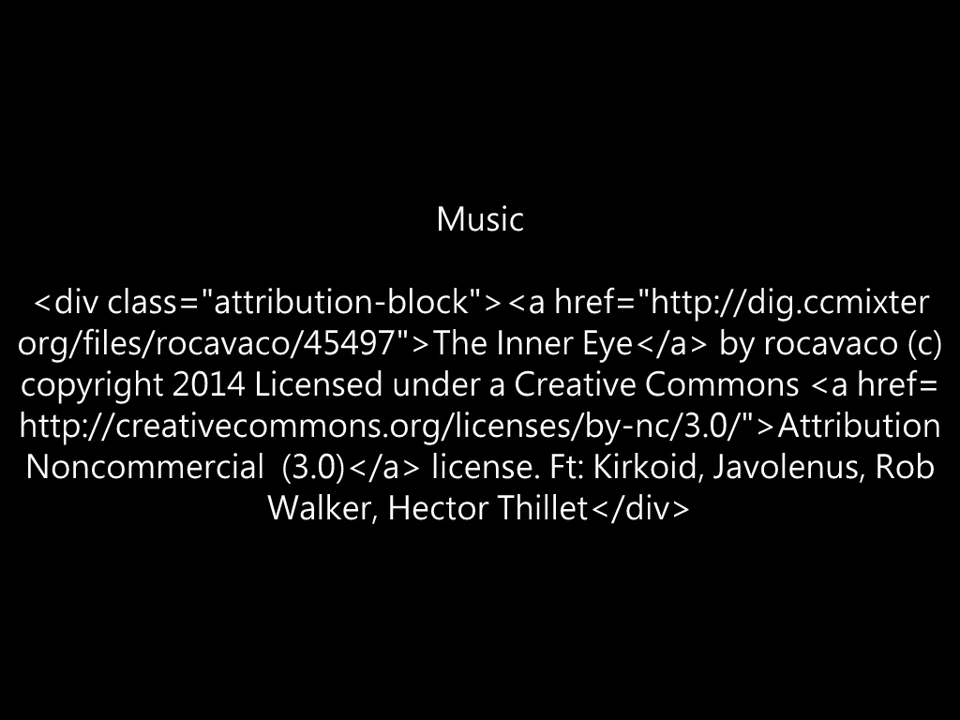 Music
<div class="attribution-block"><a href="http://dig.ccmixter
org/files/rocavaco/45497">The Inner Eye</a> by rocavaco (c)
copyright 2014 Licensed under a Creative Commons <a href=
http://creativecommons.org/licenses/by-nc/3.0/">Attribution
Noncommercial  (3.0)</a> license. Ft: Kirkoid, Javolenus, Rob
Walker, Hector Thillet</div>